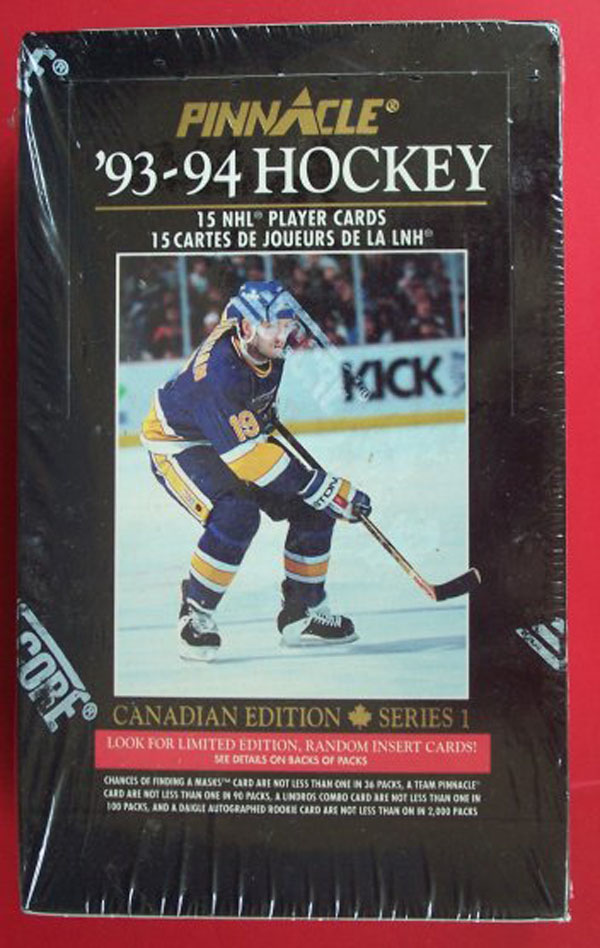 PINNACLE®
'93-94 HOCKEY
15 NHL® PLAYER CARDS
15 CARTES DE JOUEURS DE LA LNH®
KICK
19
CANADIAN EDITION SERIES 1
LOOK FOR LIMITED EDITION, RANDOM INSERT CARDS!
SEE DETAILS ON BACKS OF PACKS
CHANCES OF FINDING A MASKS™ CARD ARE NOT LESS THAN ONE IN 36 PACKS, A TEAM PINNACLE™
CARD ARE NOT LESS THAN ONE IN 90 PACKS, A LINDROS COMBO CARD ARE NOT LESS THAN ONE IN
100 PACKS, AND A DAIGLE AUTOGRAPHED ROOKIE CARD ARE NOT LESS THAN ON IN 2,000 PACKS
CORE®